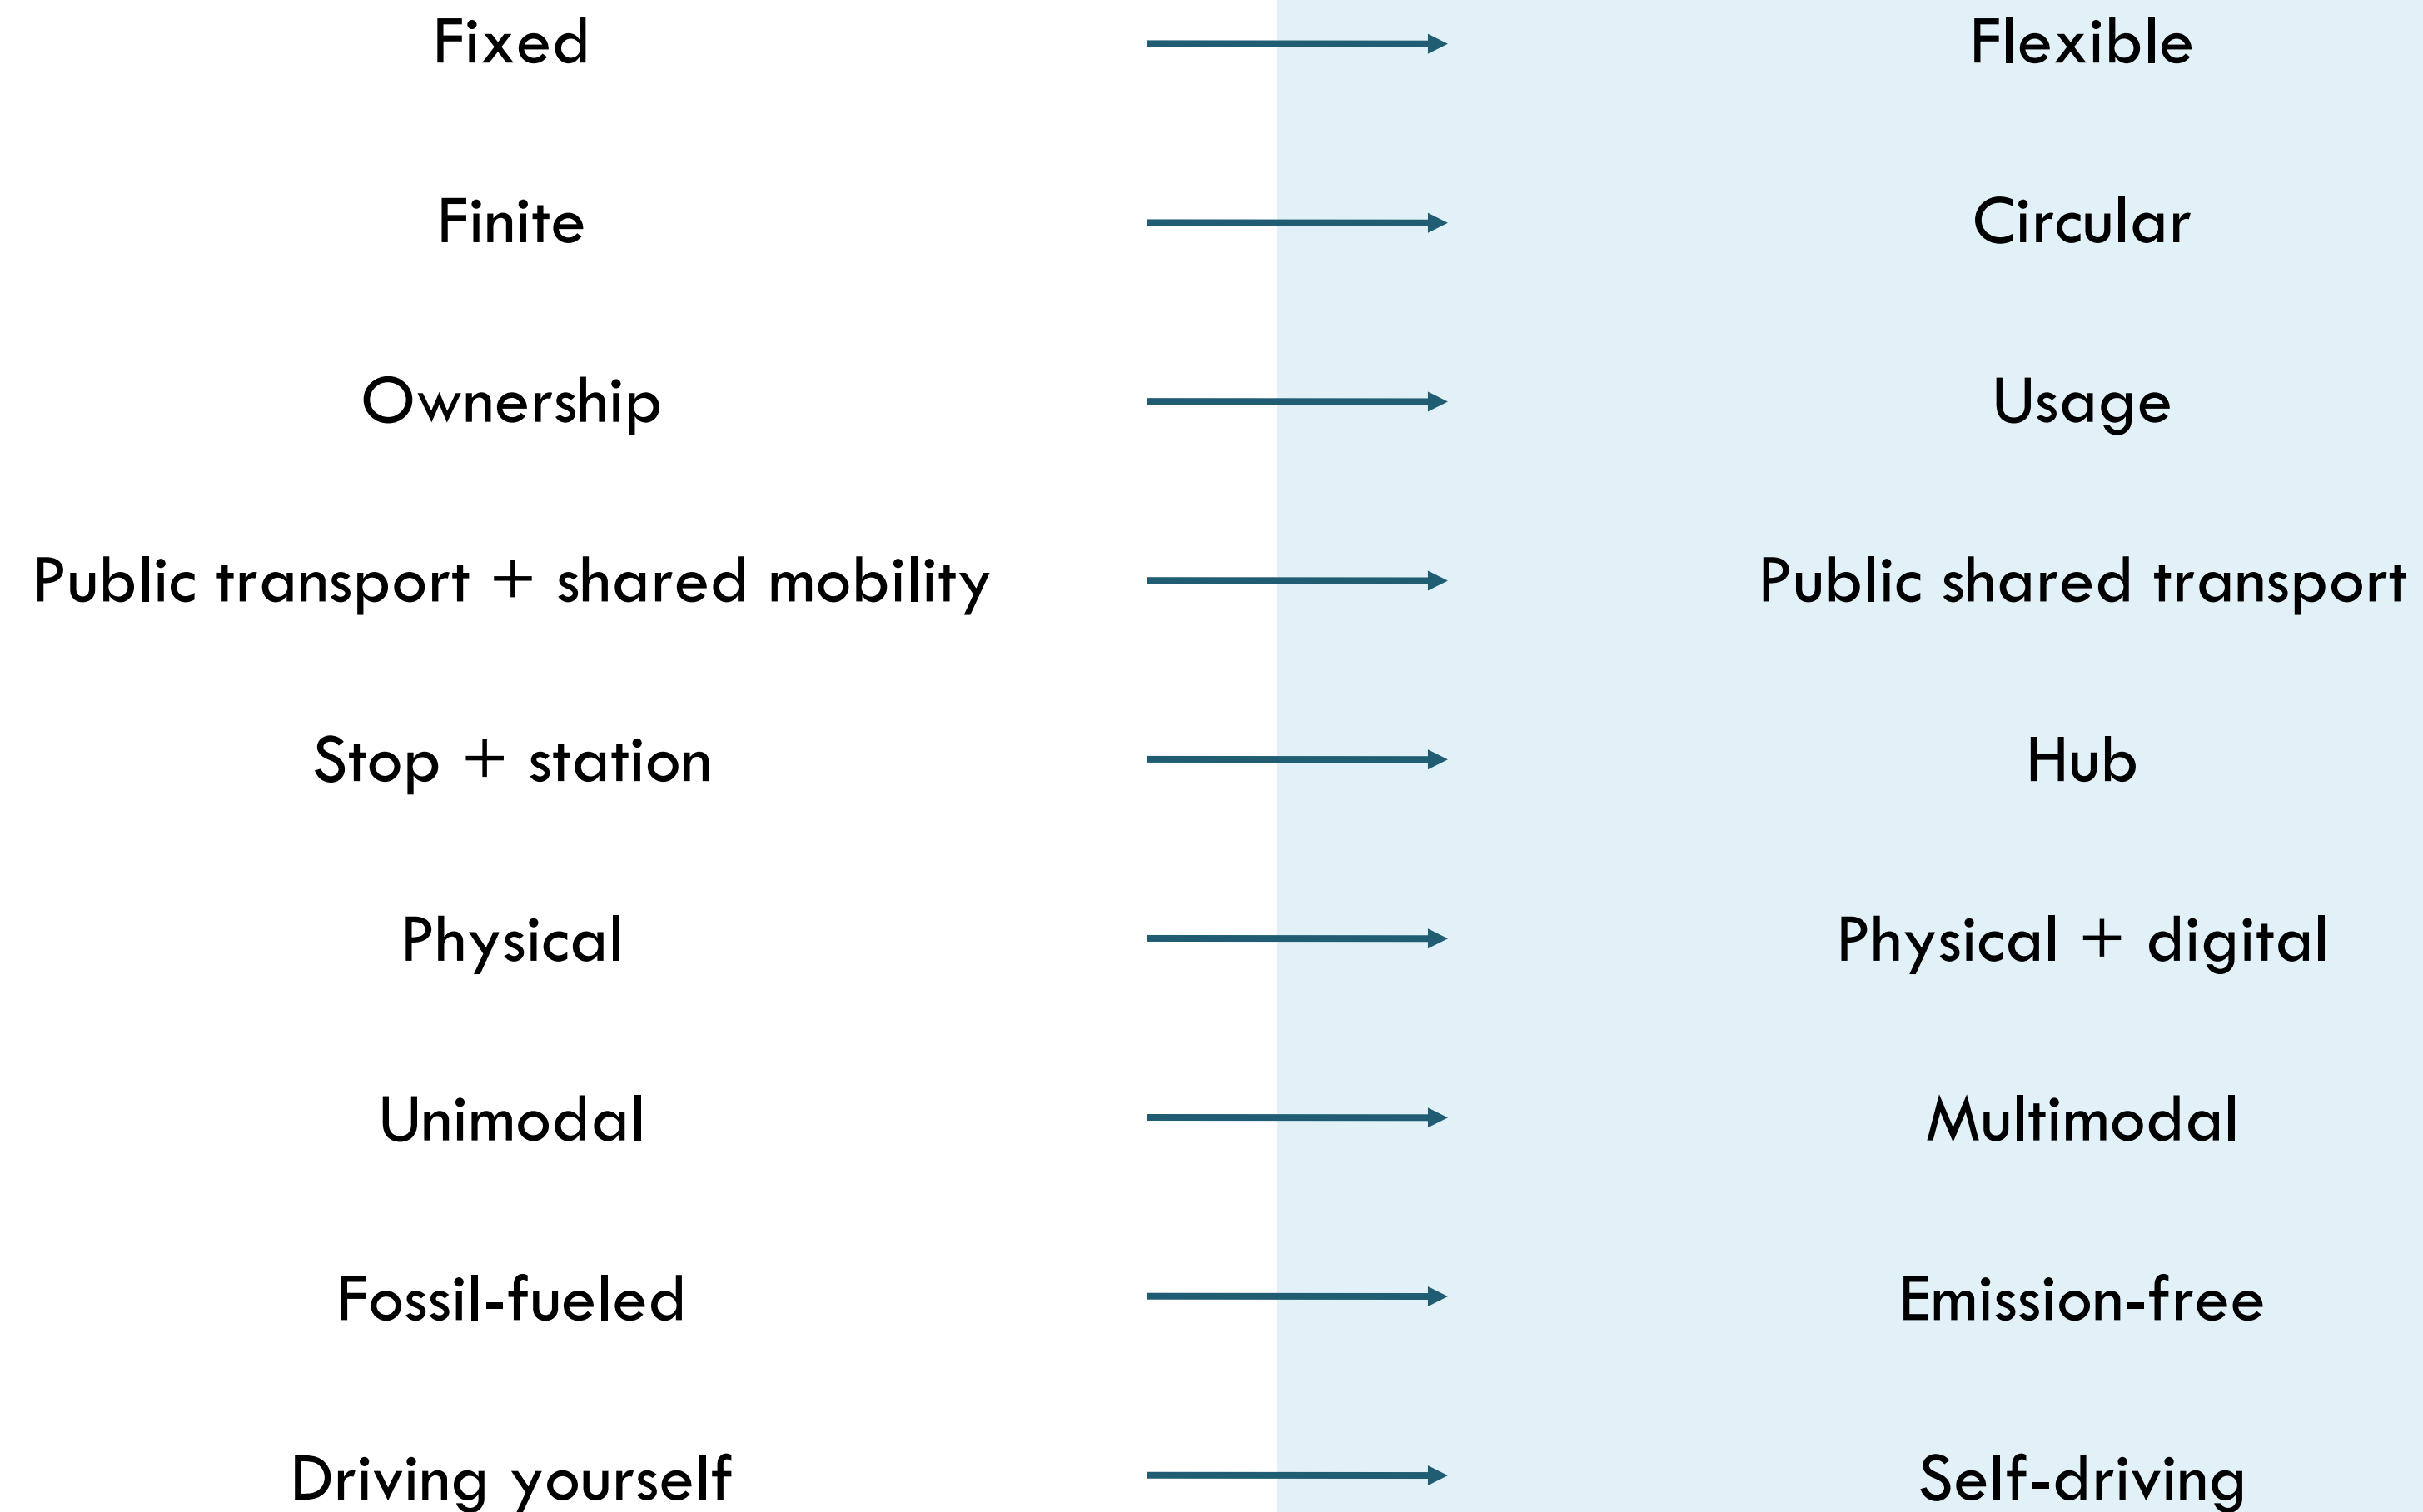 Fixed Flexible
Finite Circular
Ownership Usage
Public transport + shared mobility Public shared transport
Stop + station Hub
Physical Physical + digital
Unimodal Multimodal
Fossil-fueled Emission-free
Driving yourself Self-driving